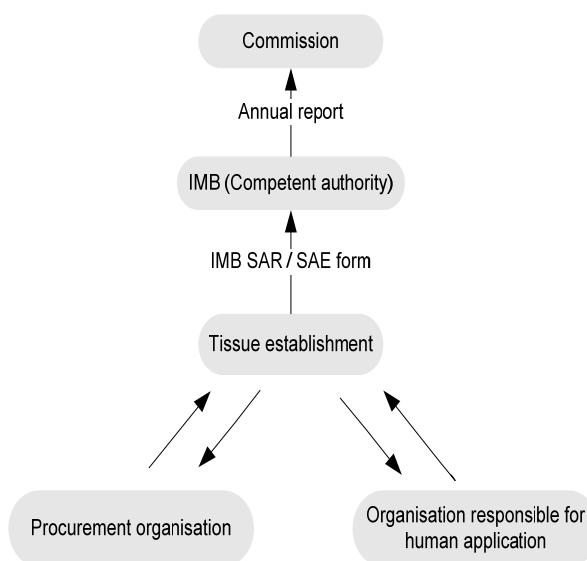 Commission
Annual report
IMB (Competent authority)
IMB SAR / SAE form
Tissue establishment
Procurement organisation
Organisation responsible for
human application